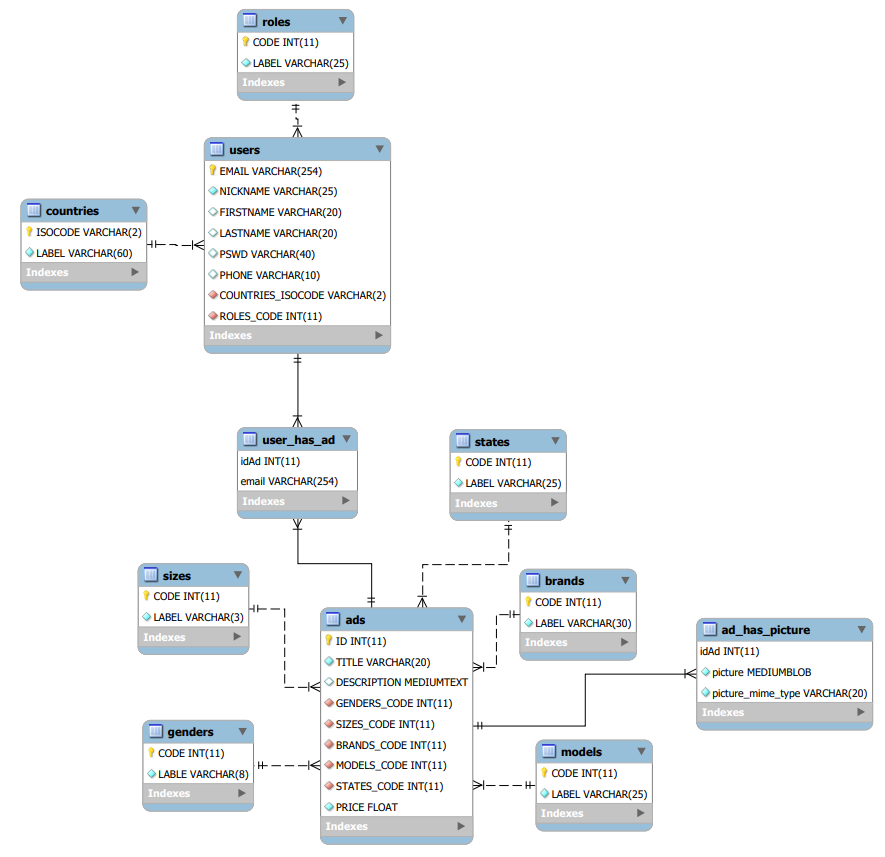 roles
CODE INT(11)
LABEL VARCHAR(25)
Indexes
users
EMAIL VARCHAR(254)
NICKNAME VARCHAR(25)
FIRSTNAME VARCHAR(20)
LASTNAME VARCHAR(20)
PSWD VARCHAR(40)
PHONE VARCHAR(10)
COUNTRIES_ISOCODE VARCHAR(2)
ROLES_CODE INT(11)
Indexes
countries
ISOCODE VARCHAR(2)
LABEL VARCHAR(60)
Indexes
user_has_ad
idAd INT(11)
email VARCHAR(254)
Indexes
states
CODE INT(11)
LABEL VARCHAR(25)
Indexes
sizes
CODE INT(11)
LABEL VARCHAR(3)
Indexes
brands
CODE INT(11)
LABEL VARCHAR(30)
Indexes
ads
ID INT(11)
TITLE VARCHAR(20)
DESCRIPTION MEDIUMTEXT
GENDERS_CODE INT(11)
SIZES_CODE INT(11)
BRANDS_CODE INT(11)
MODELS_CODE INT(11)
STATES_CODE INT(11)
PRICE FLOAT
Indexes
ad_has_picture
idAd INT(11)
picture MEDIUMBLOB
picture_mime_type VARCHAR(20)
Indexes
genders
CODE INT(11)
LABLE VARCHAR(8)
Indexes
models
CODE INT(11)
LABEL VARCHAR(25)
Indexes